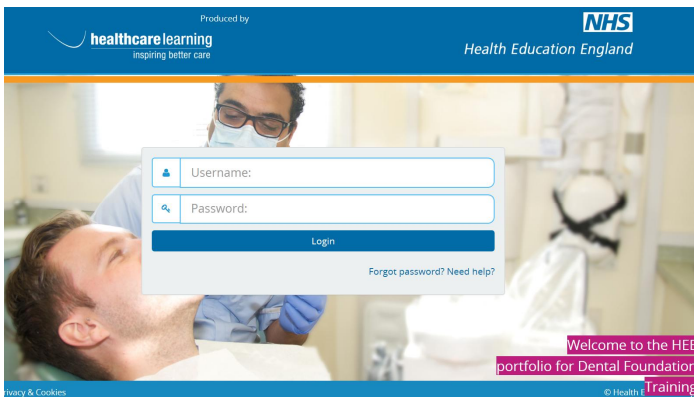 Produced by
healthcare learning
inspiring better care
NHS
Health Education England
Username:
Password:
Login
Forgot password? Need help?
Welcome to the HEE
portfolio for Dental Foundation
Training
rivacy & Cookies
© Health E